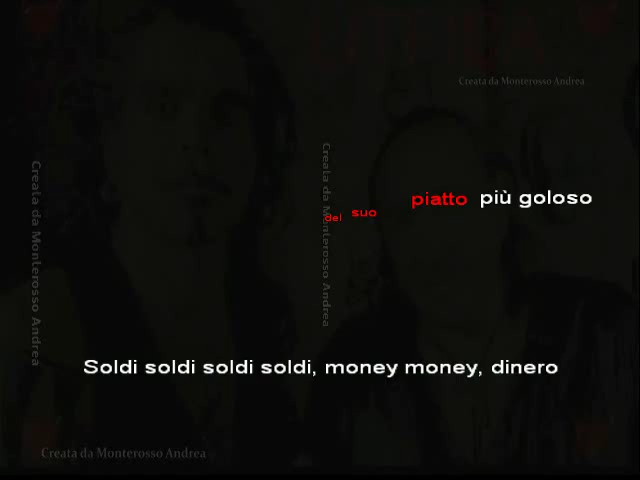 LITFIBA
Creata da Monterosso Andrea
Creata da Monterosso Andrea
Creata da Monterosso Andrea
del suo piatto più goloso
Soldi soldi soldi soldi, money money, dinero
Creata da Monterosso Andrea